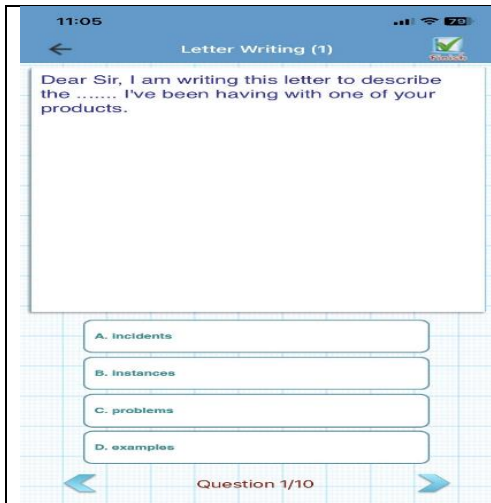 11:05
79
Letter Writing (1)
Finish
Dear Sir, I am writing this letter to describe
the ....... I've been having with one of your
products.
A. incidents
B. instances
C. problems
D. examples
Question 1/10